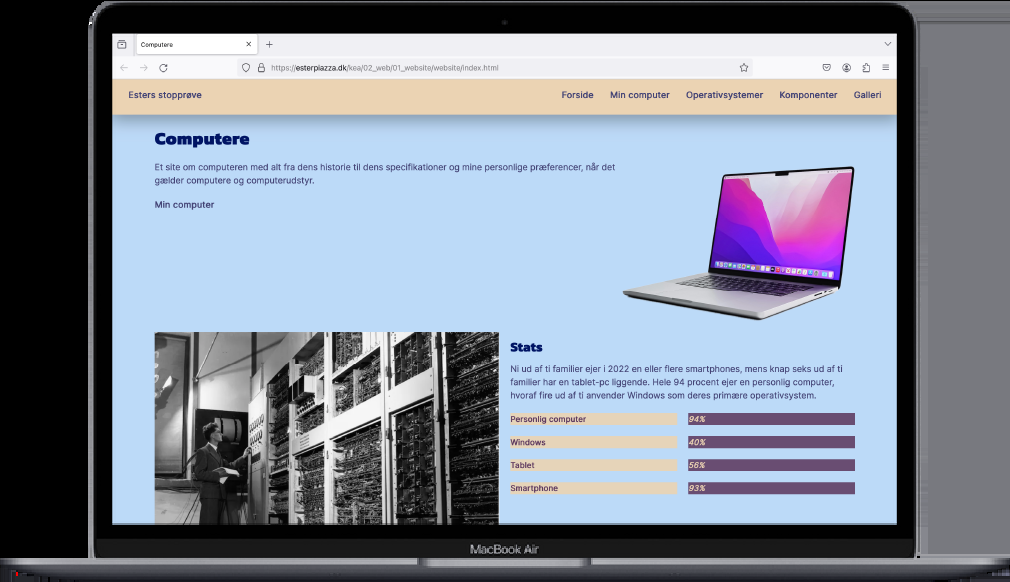 Computere
https://esterpiazza.dk/kea/02_web/01_website/website/index.html
Esters stopprøve
Forside
Min computer
Operativsystemer
Komponenter
Galleri
Computere
Et site om computeren med alt fra dens historie til dens specifikationer og mine personlige præferencer, når det
gælder computere og computerudstyr.
Min computer
Stats
Ni ud af ti familier ejer i 2022 en eller flere smartphones, mens knap seks ud af ti
familier har en tablet-pc liggende. Hele 94 procent ejer en personlig computer,
hvoraf fire ud af ti anvender Windows som deres primære operativsystem.
Personlig computer 94%
Windows 40%
Tablet 56%
Smartphone 93%
MacBook Air